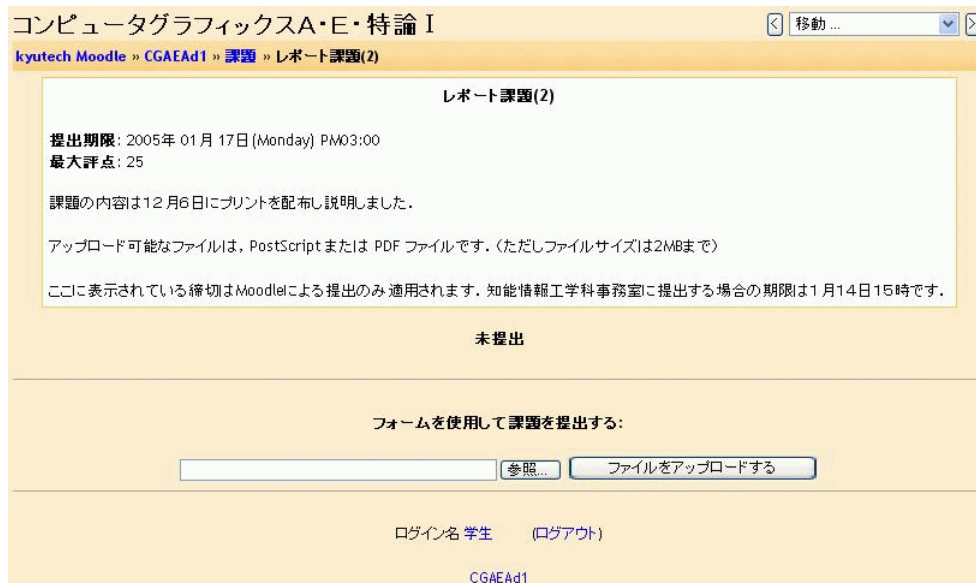 コンピュータグラフィックスA・E・特論Ⅰ
移動 ...
kyutech Moodle » CGAEAd1 » 課題 » レポート課題(2)
レポート課題(2)
提出期限: 2005年 01月 17日(Monday) PM03:00
最大評点: 25
課題の内容は12月6日にプリントを配布し説明しました.
アップロード可能なファイルは, PostScript または PDF ファイルです. (ただしファイルサイズは2MBまで)
ここに表示されている締切はMoodleによる提出のみ適用されます. 知能情報工学科事務室に提出する場合の期限は1月14日15時です.
未提出
フォームを使用して課題を提出する:
参照... ファイルをアップロードする
ログイン名 学生 (ログアウト)
CGAEAd1